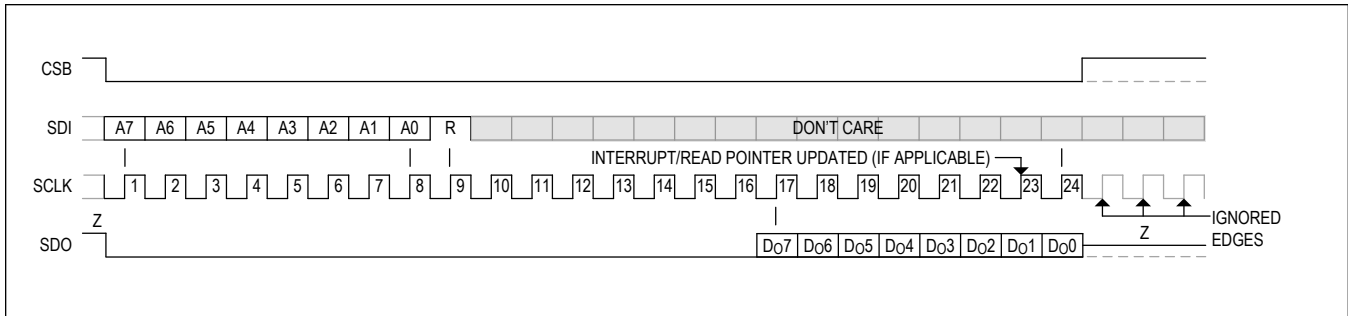 CSB
SDI A7 A6 A5 A4 A3 A2 A1 A0 R DON'T CARE
INTERRUPT/READ POINTER UPDATED (IF APPLICABLE)
SCLK 1 2 3 4 5 6 7 8 9 10 11 12 13 14 15 16 17 18 19 20 21 22 23 24
IGNORED
EDGES
Z
Z
SDO DO7 DO6 DO5 DO4 DO3 DO2 DO1 DO0